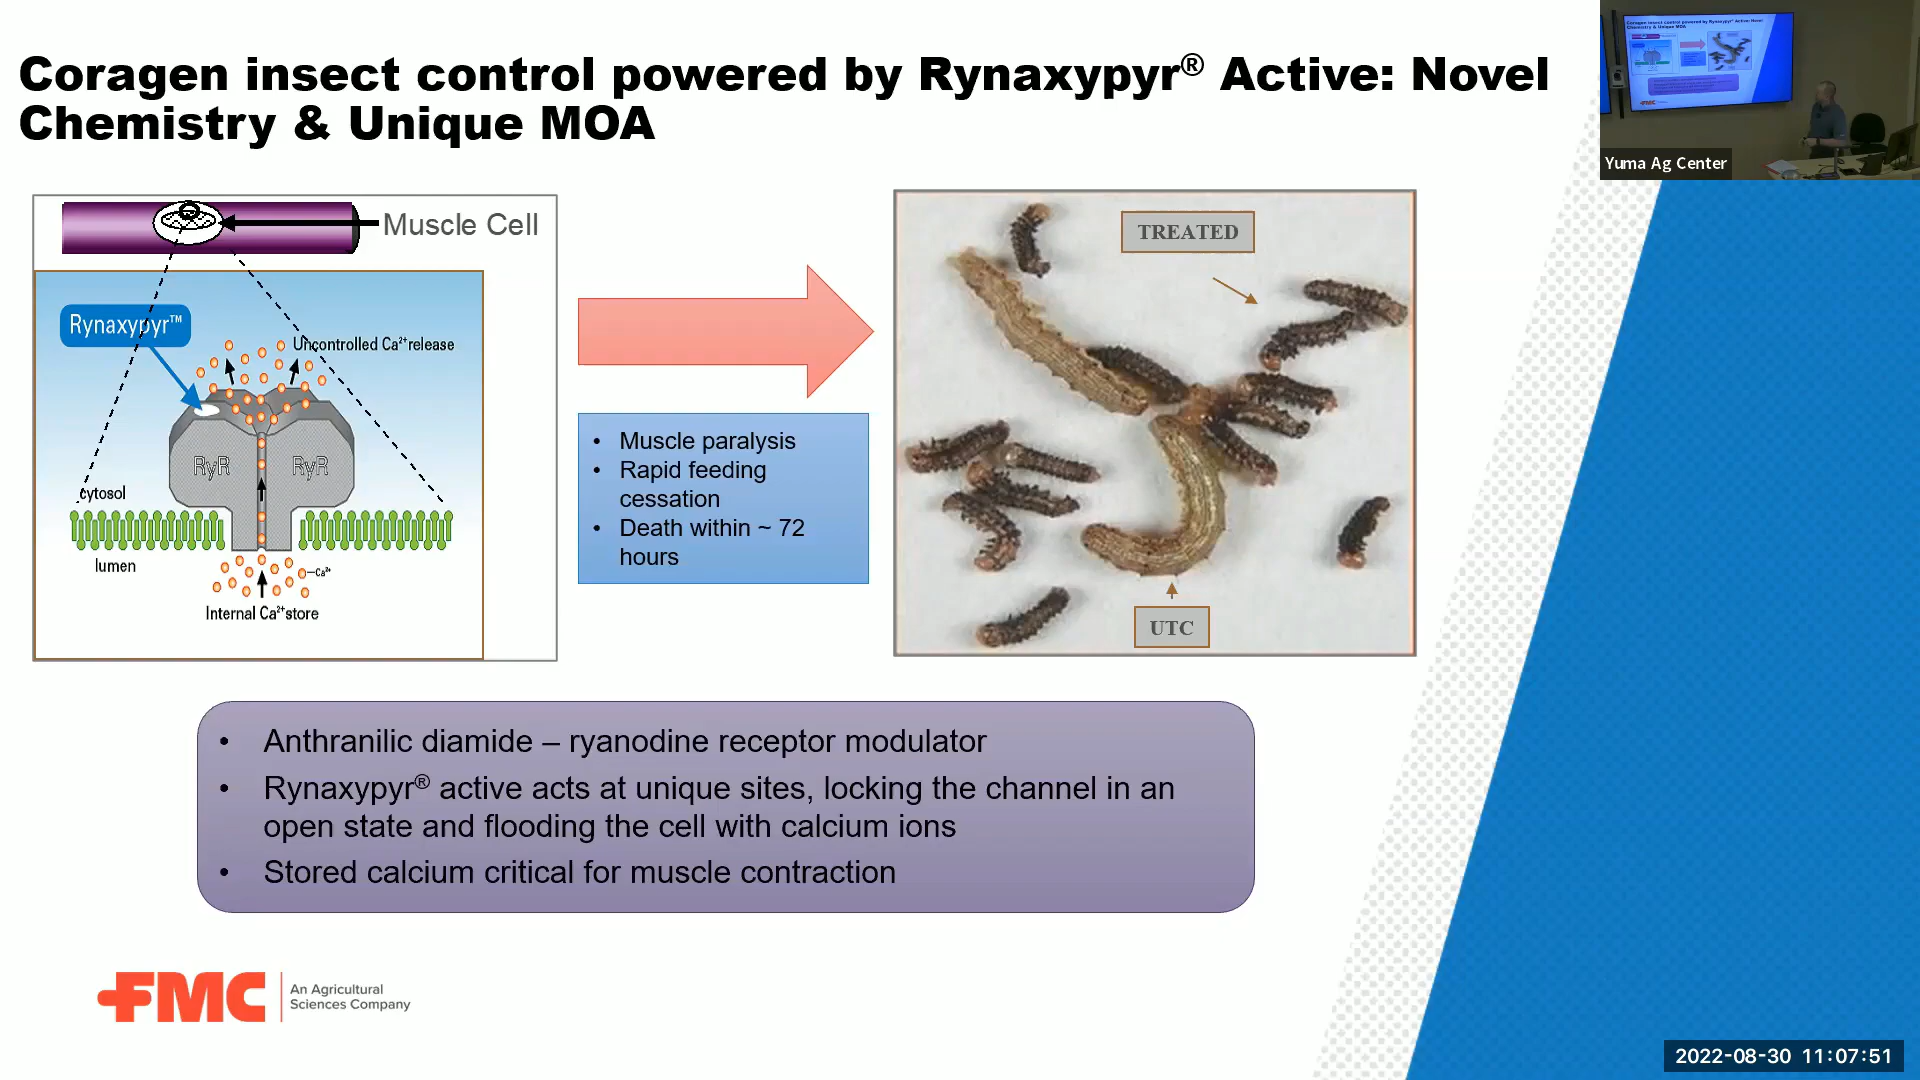 Coragen insect control powered by Rynaxypyr® Active: Novel
Chemistry & Unique MOA
Yuma Ag Center
Muscle Cell
Rynaxypyr™
Uncontrolled Ca²⁺ release
RyR
RyR
cytosol
lumen
Ca²⁺
Internal Ca²⁺ store
• Muscle paralysis
• Rapid feeding
cessation
• Death within ~ 72
hours
TREATED
UTC
• Anthranilic diamide – ryanodine receptor modulator
• Rynaxypyr® active acts at unique sites, locking the channel in an
open state and flooding the cell with calcium ions
• Stored calcium critical for muscle contraction
FMC
An Agricultural
Sciences Company
2022-08-30 11:07:51